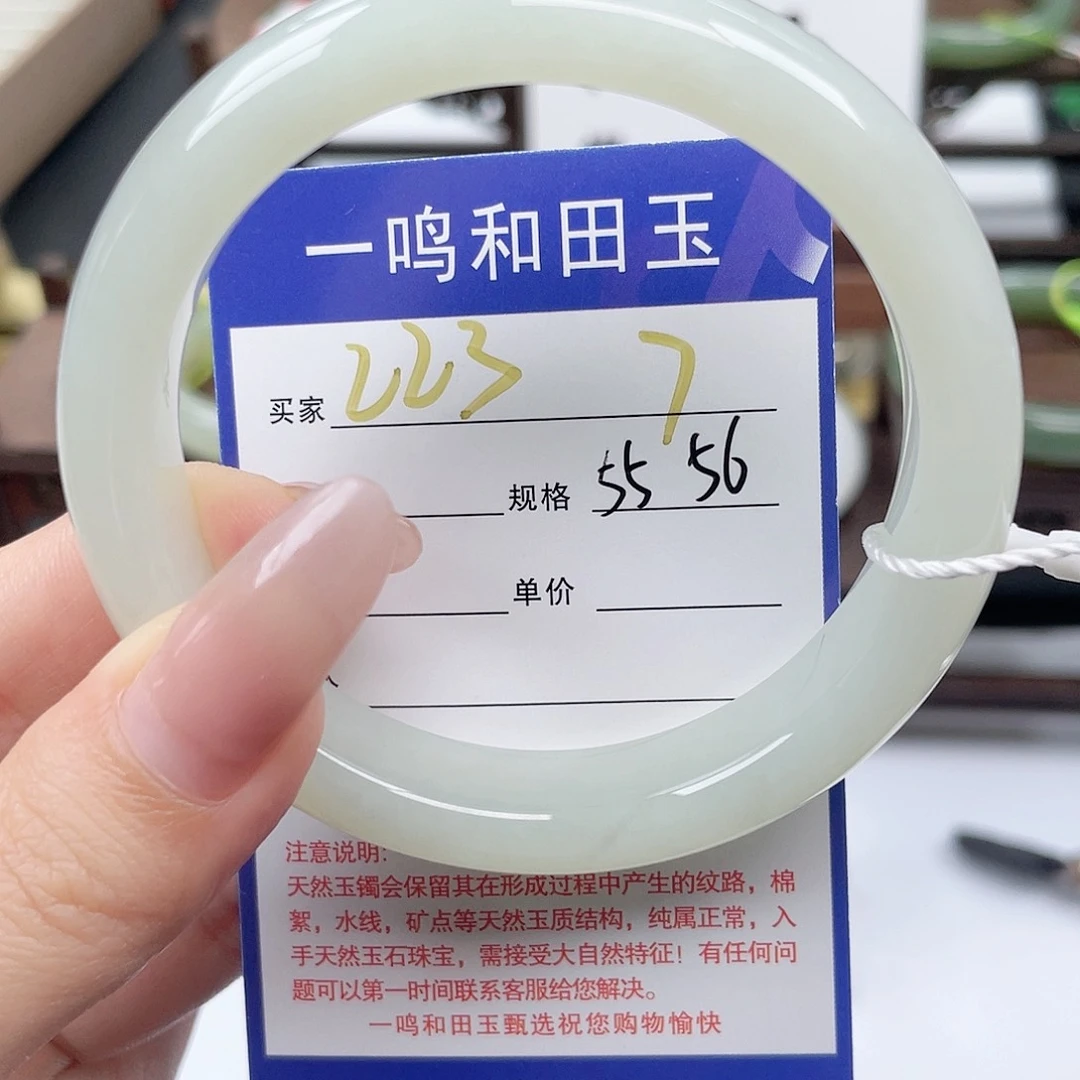 一鸣和田玉
买家 223 7
规格 55 56
单价
注意说明:
天然玉镯会保留其在形成过程中产生的纹路，棉
絮，水线，矿点等天然玉质结构，纯属正常，入
手天然玉石珠宝，需接受大自然特征！有任何问
题可以第一时间联系客服给您解决。
一鸣和田玉甄选祝您购物愉快